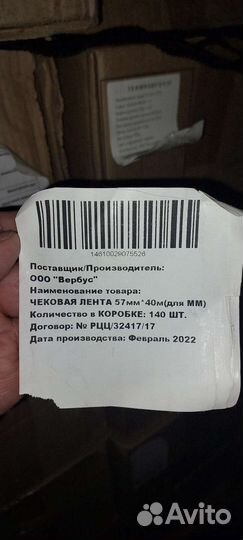 14610029075526
Поставщик/Производитель:
ООО "Вербус"
Наименование товара:
ЧЕКОВАЯ ЛЕНТА 57мм*40м(для ММ)
Количество в КОРОБКЕ: 140 ШТ.
Договор: № РЦЦ/32417/17
Дата производства: Февраль 2022
Avito